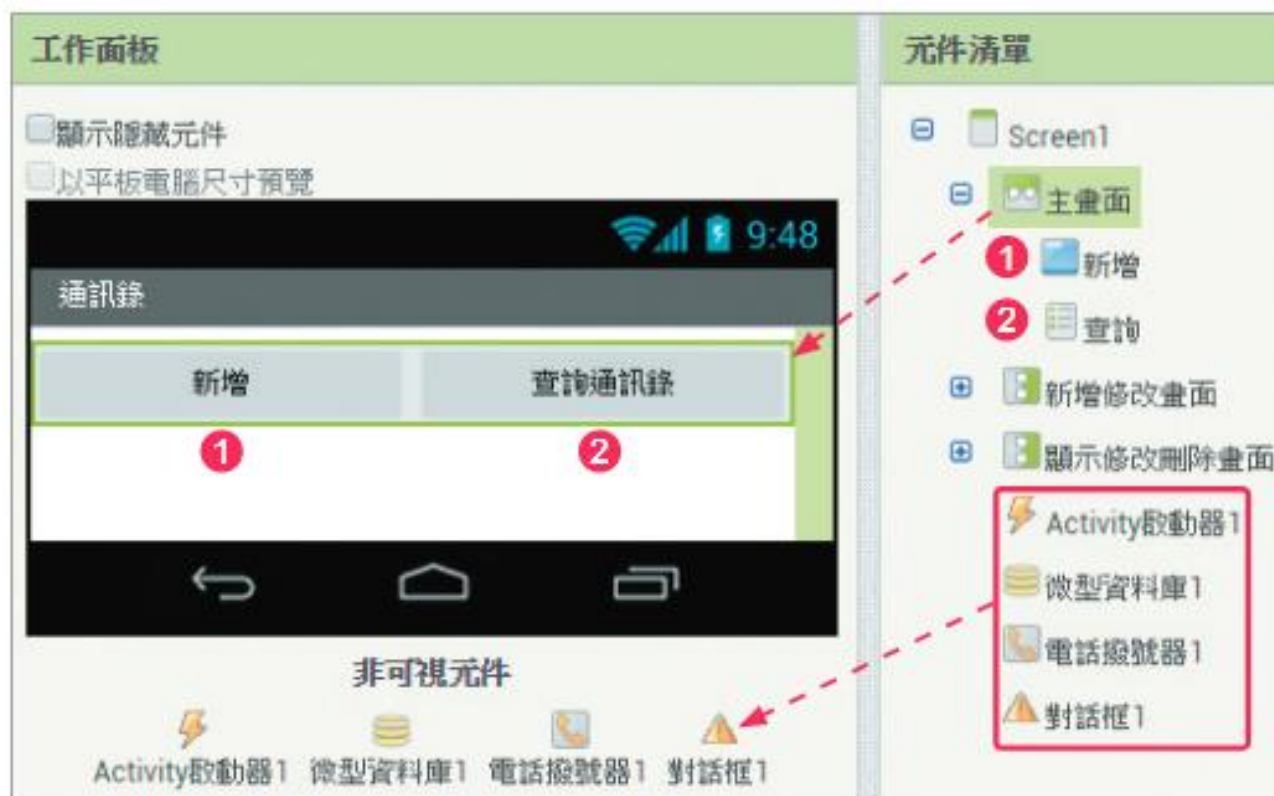 工作面板
顯示隱藏元件
以平板電腦尺寸預覽
9:48
通訊錄
新增
查詢通訊錄
1
2
非可視元件
Activity啟動器1
微型資料庫1
電話撥號器1
對話框1
元件清單
Screen1
主畫面
1 新增
2 查詢
新增修改畫面
顯示修改刪除畫面
Activity啟動器1
微型資料庫1
電話撥號器1
對話框1